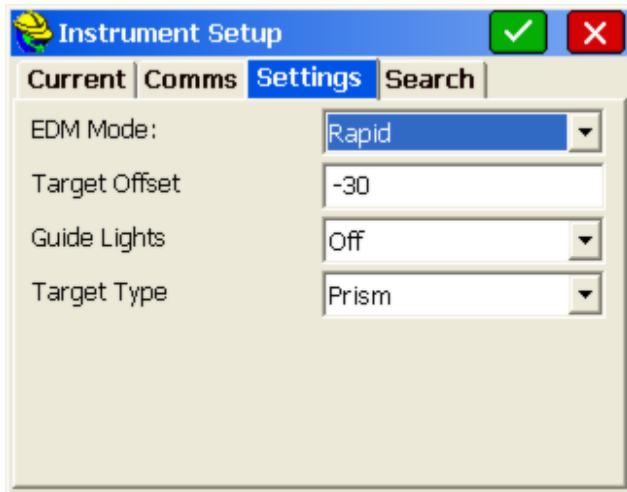 Instrument Setup
Current Comms Settings Search
EDM Mode: Rapid
Target Offset -30
Guide Lights Off
Target Type Prism